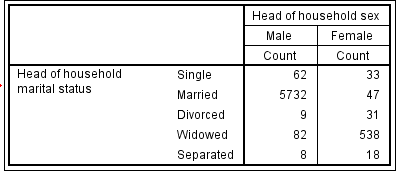 Head of household sex
Male Female
Count Count
Head of household marital status Single 62 33
Married 5732 47
Divorced 9 31
Widowed 82 538
Separated 8 18